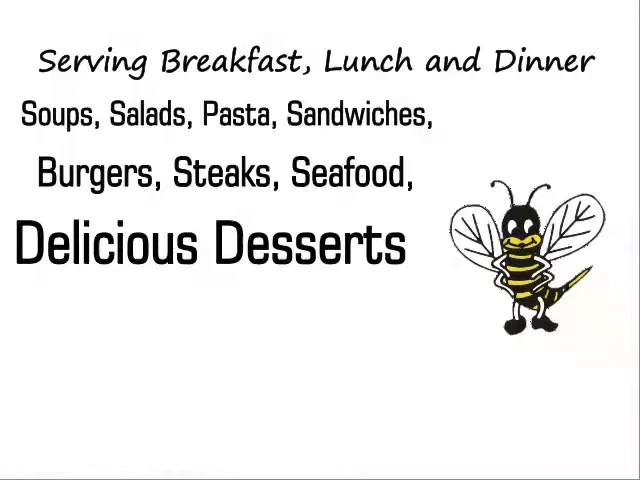 Serving Breakfast, Lunch and Dinner
Soups, Salads, Pasta, Sandwiches,
Burgers, Steaks, Seafood,
Delicious Desserts